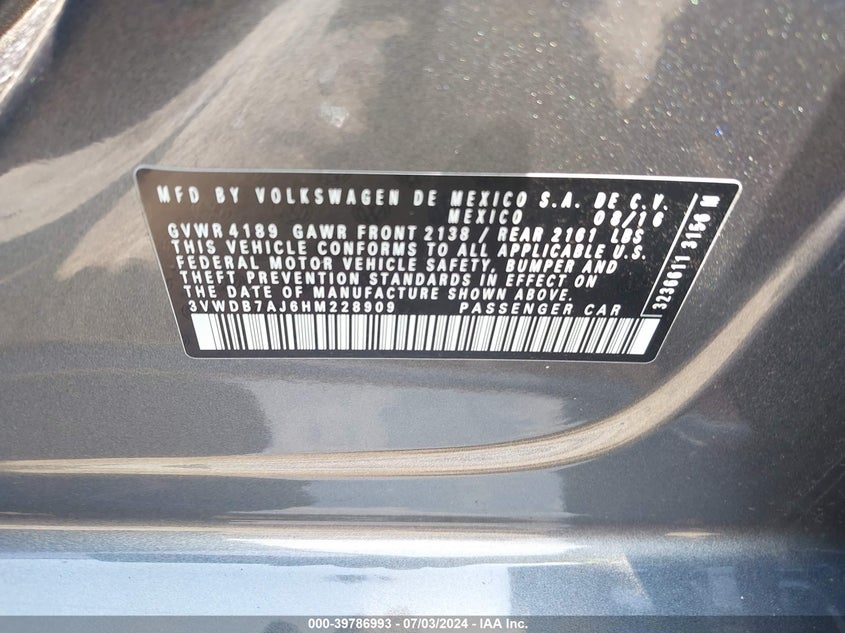 MFD BY VOLKSWAGEN DE MEXICO S.A. DE C.V.
MEXICO 08/16
GVWR 4189 GAWR FRONT 2138 / REAR 2161 LBS
THIS VEHICLE CONFORMS TO ALL APPLICABLE U.S.
FEDERAL MOTOR VEHICLE SAFETY, BUMPER AND
THEFT PREVENTION STANDARDS IN EFFECT ON
THE DATE OF MANUFACTURE SHOWN ABOVE.
3VWDB7AJ6HM228909 PASSENGER CAR
3236011 3156 M
000-39786993 - 07/03/2024 - IAA Inc.